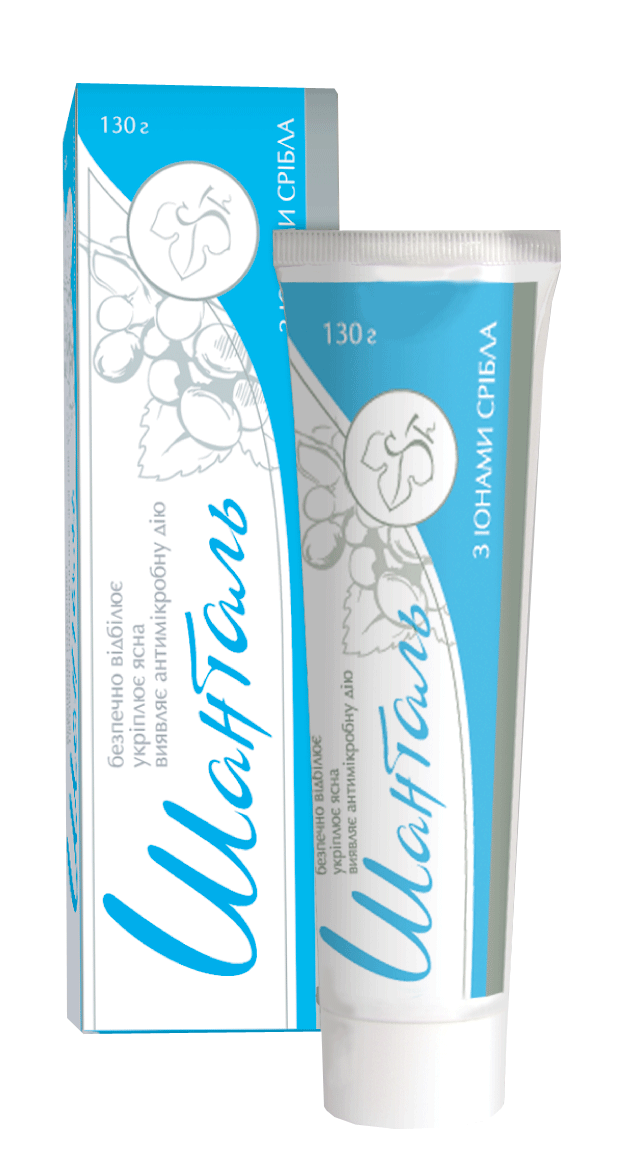 130 г
И СРІБЛА
безпечно відбілює
укріплює ясна
виявляє антимікробну дію
Шанталь
130 г
З ІОНАМИ СРІБЛА
безпечно відбілює
укріплює ясна
виявляє антимікробну дію
Шанталь